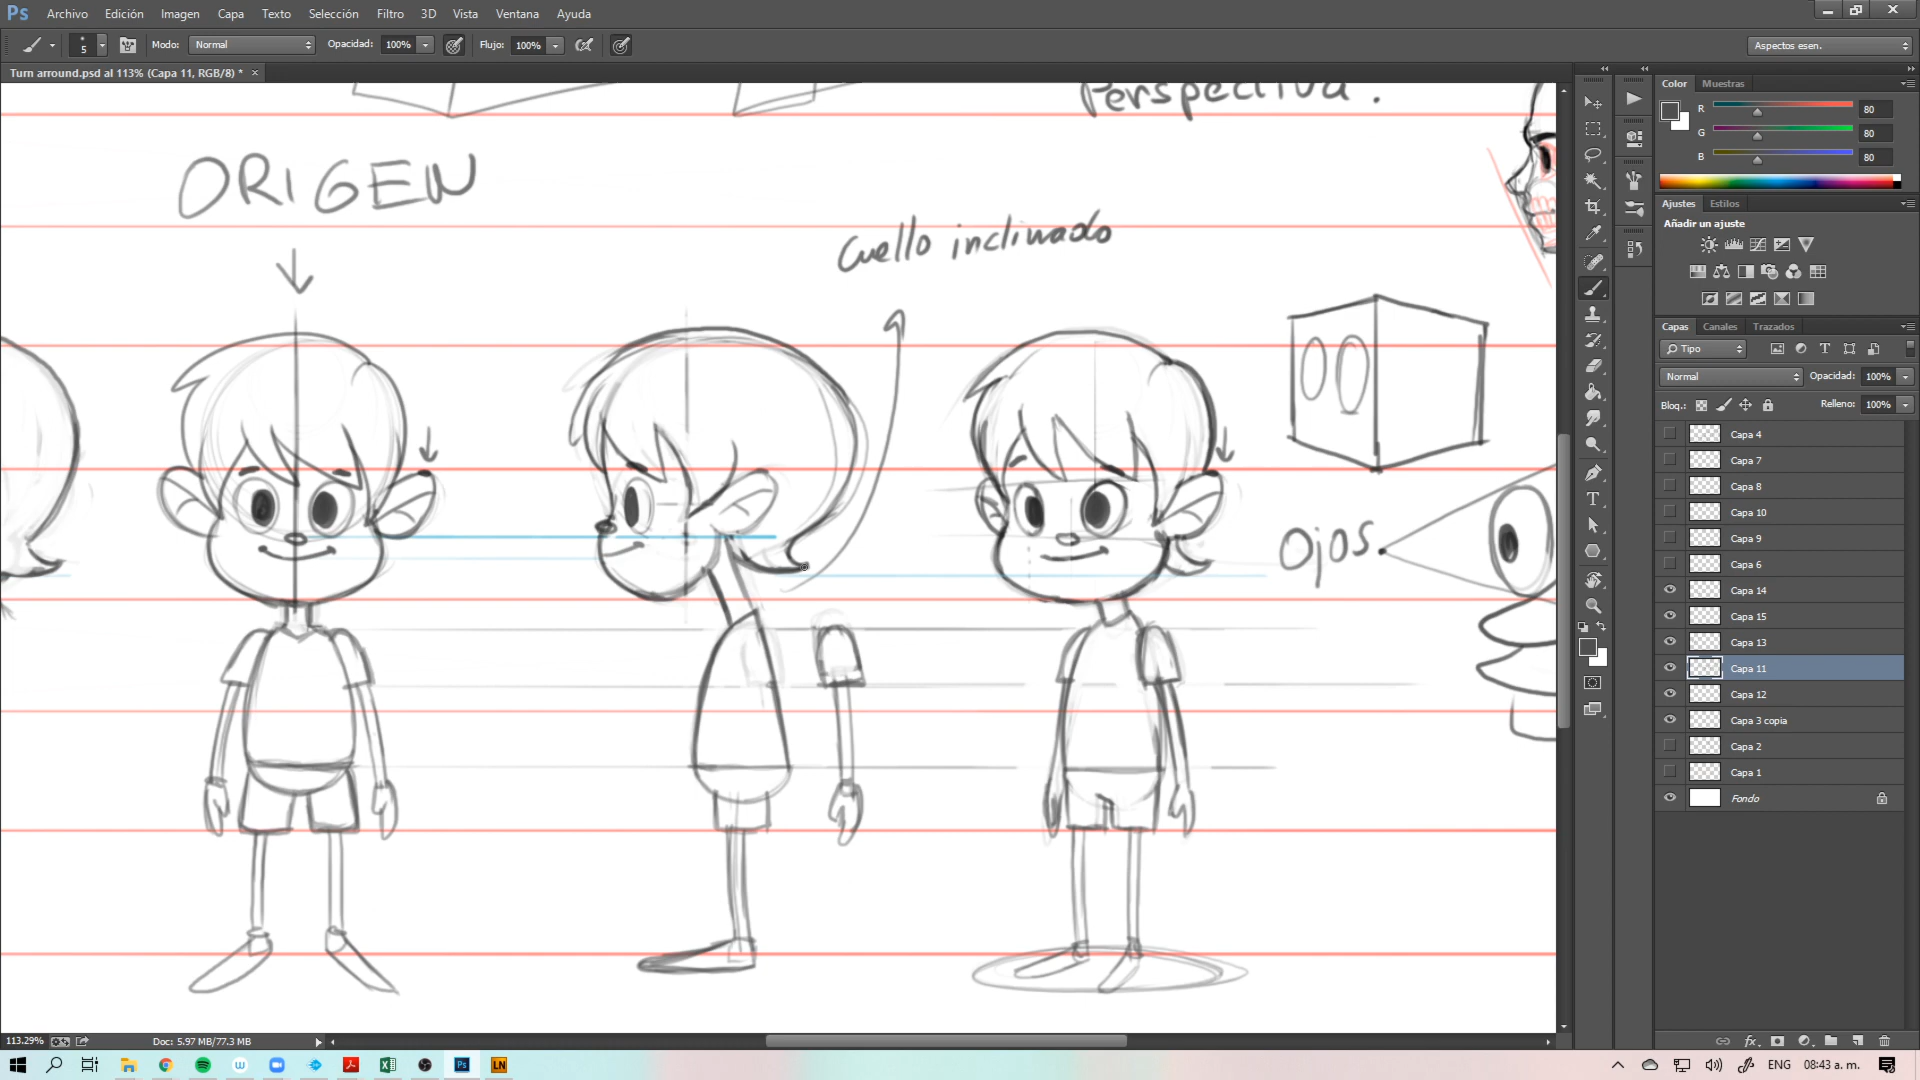 Ps Archivo Edición Imagen Capa Texto Selección Filtro 3D Vista Ventana Ayuda
5 Modo: Normal Opacidad: 100% Flujo: 100% Aspectos esen.
Turn arround.psd al 113% (Capa 11, RGB/8) * ×
Perspectiva.
ORIGEN
Cuello inclinado
Ojos
Color Muestras
R 80
G 80
B 80
Ajustes Estilos
Añadir un ajuste
Capas Canales Trazados
Tipo
Normal Opacidad: 100%
Bloq.: Relleno: 100%
Capa 4
Capa 7
Capa 8
Capa 10
Capa 9
Capa 6
Capa 14
Capa 15
Capa 13
Capa 11
Capa 12
Capa 3 copia
Capa 2
Capa 1
Fondo
113.29% Doc: 5.97 MB/77.3 MB
W Ps LN ENG 08:43 a. m.